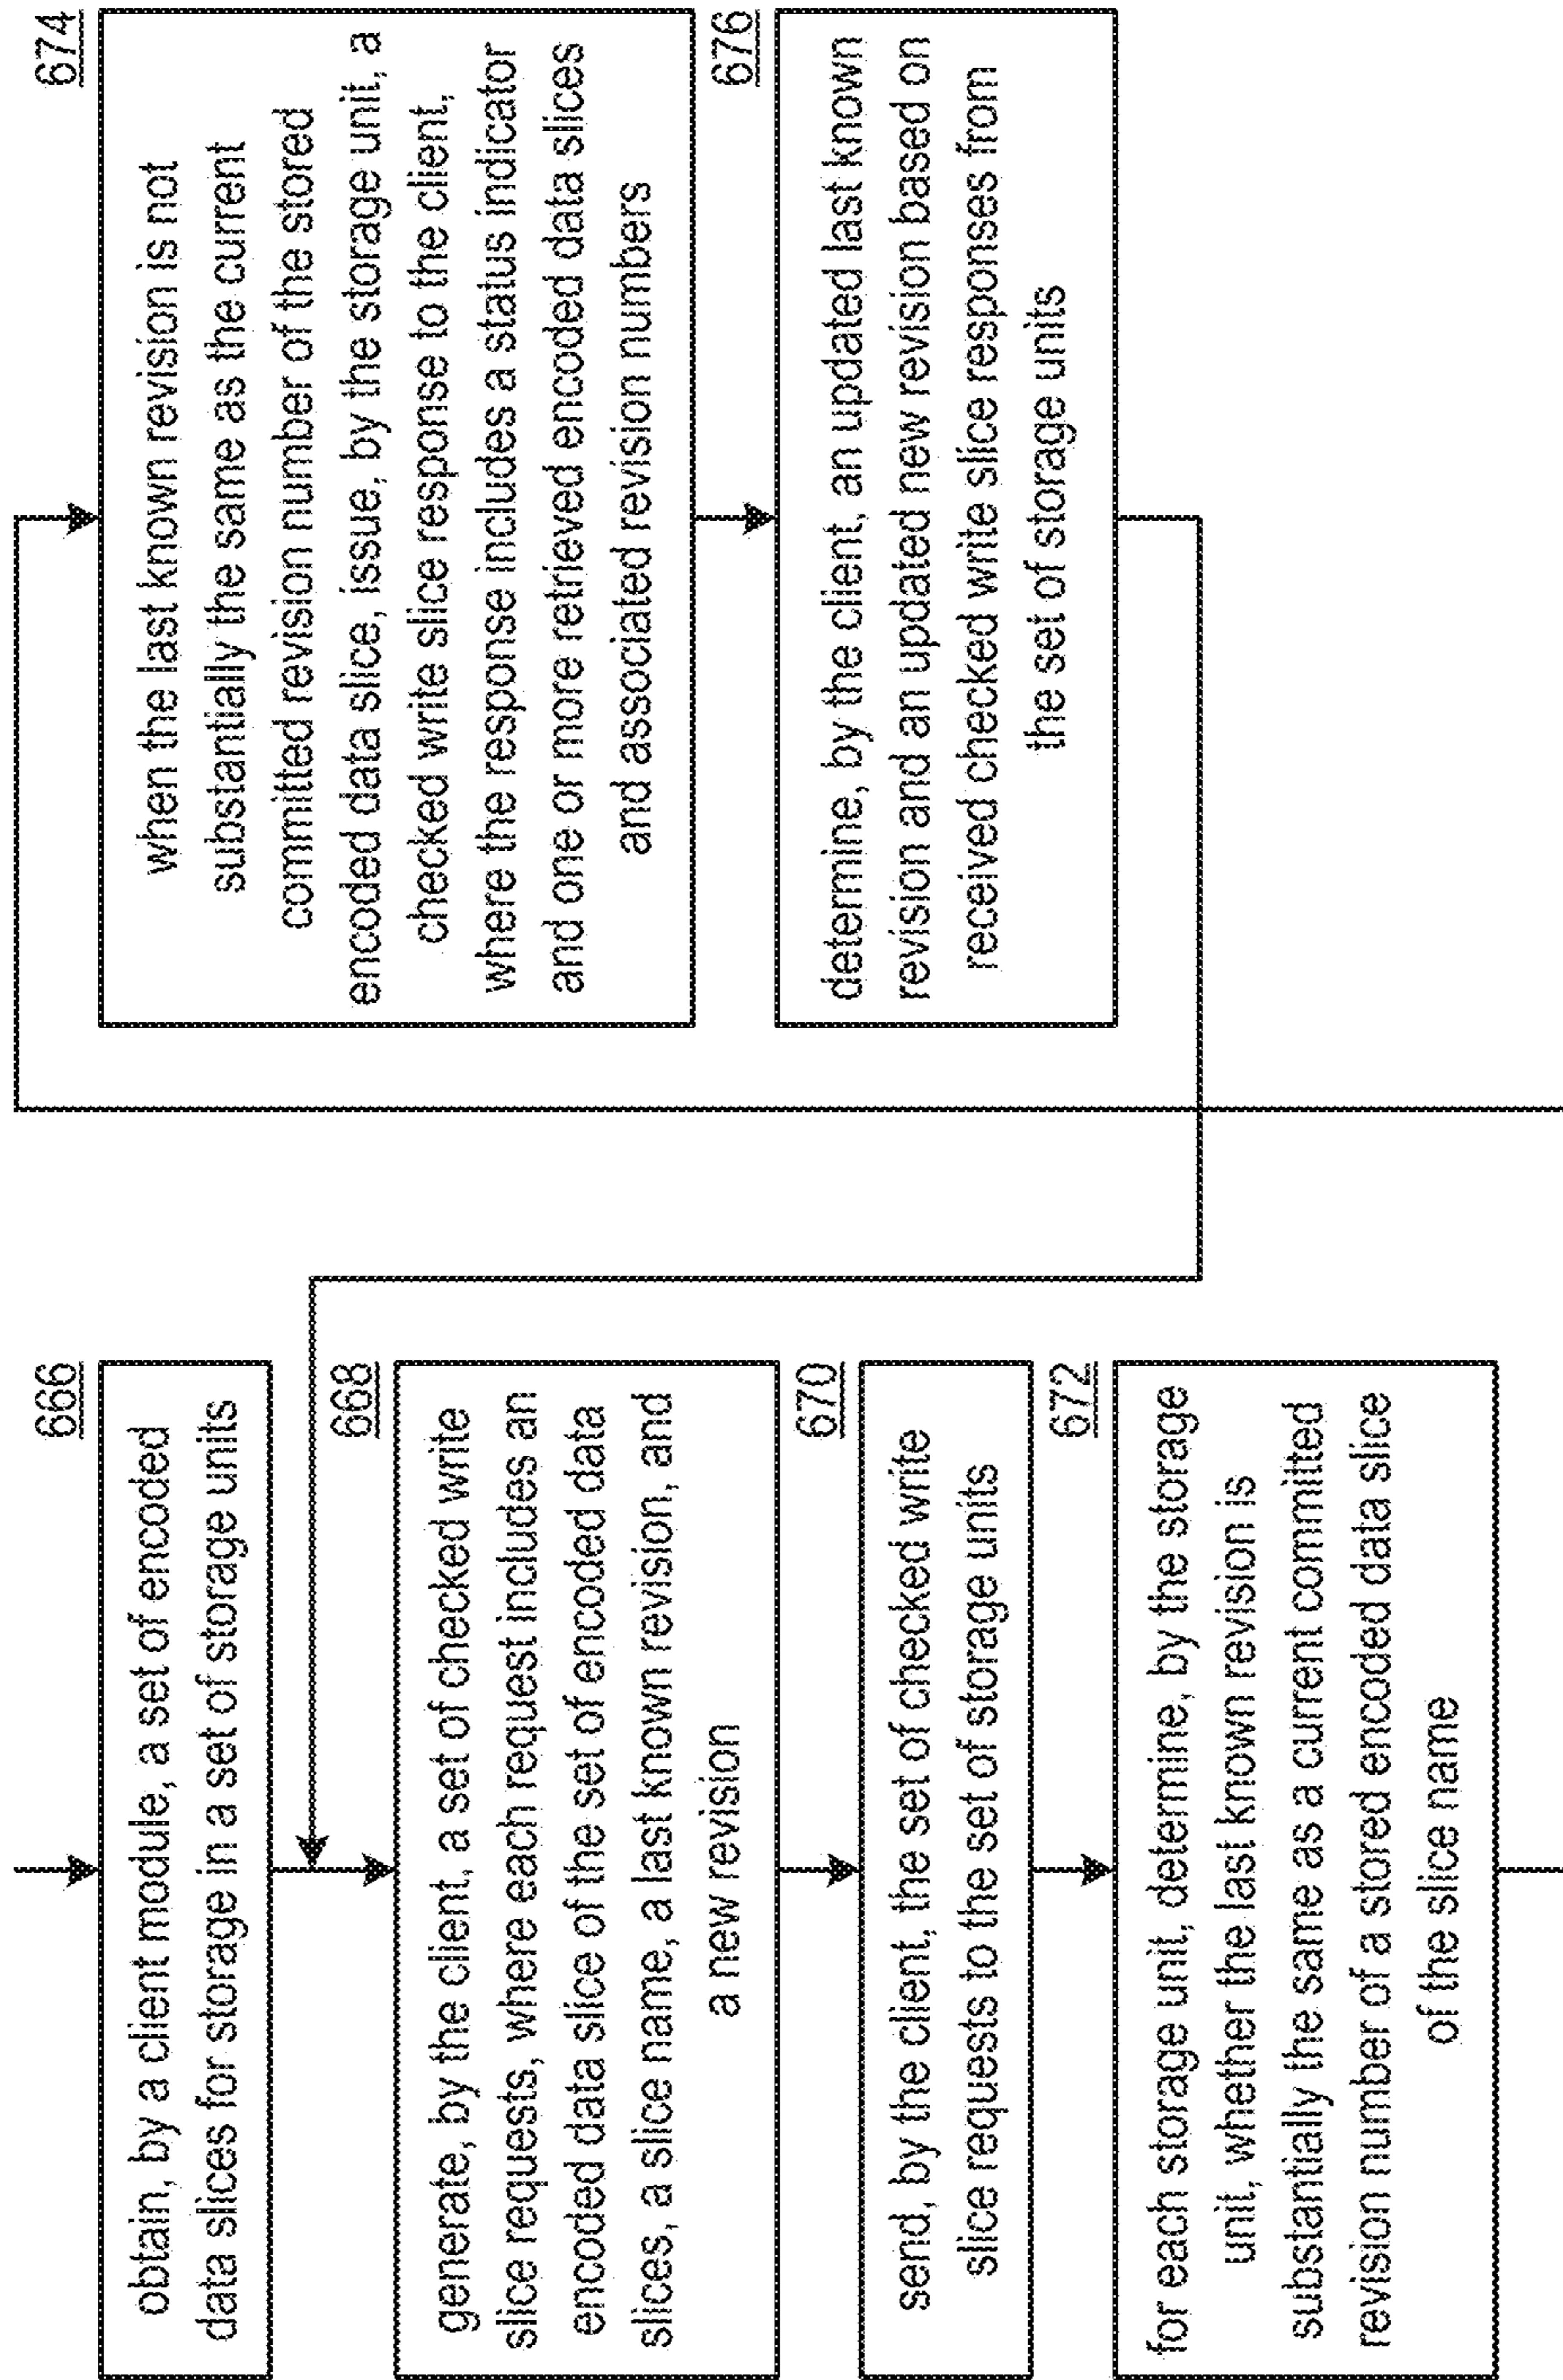 666
obtain, by a client module, a set of encoded
data slices for storage in a set of storage units
668
generate, by the client, a set of checked write
slice requests, where each request includes an
encoded data slice of the set of encoded data
slices, a slice name, a last known revision, and
a new revision
670
send, by the client, the set of checked write
slice requests to the set of storage units
672
for each storage unit, determine, by the storage
unit, whether the last known revision is
substantially the same as a current committed
revision number of a stored encoded data slice
of the slice name
674
when the last known revision is not
substantially the same as the current
committed revision number of the stored
encoded data slice, issue, by the storage unit, a
checked write slice response to the client,
where the response includes a status indicator
and one or more retrieved encoded data slices
and associated revision numbers
676
determine, by the client, an updated last known
revision and an updated new revision based on
received checked write slice responses from
the set of storage units